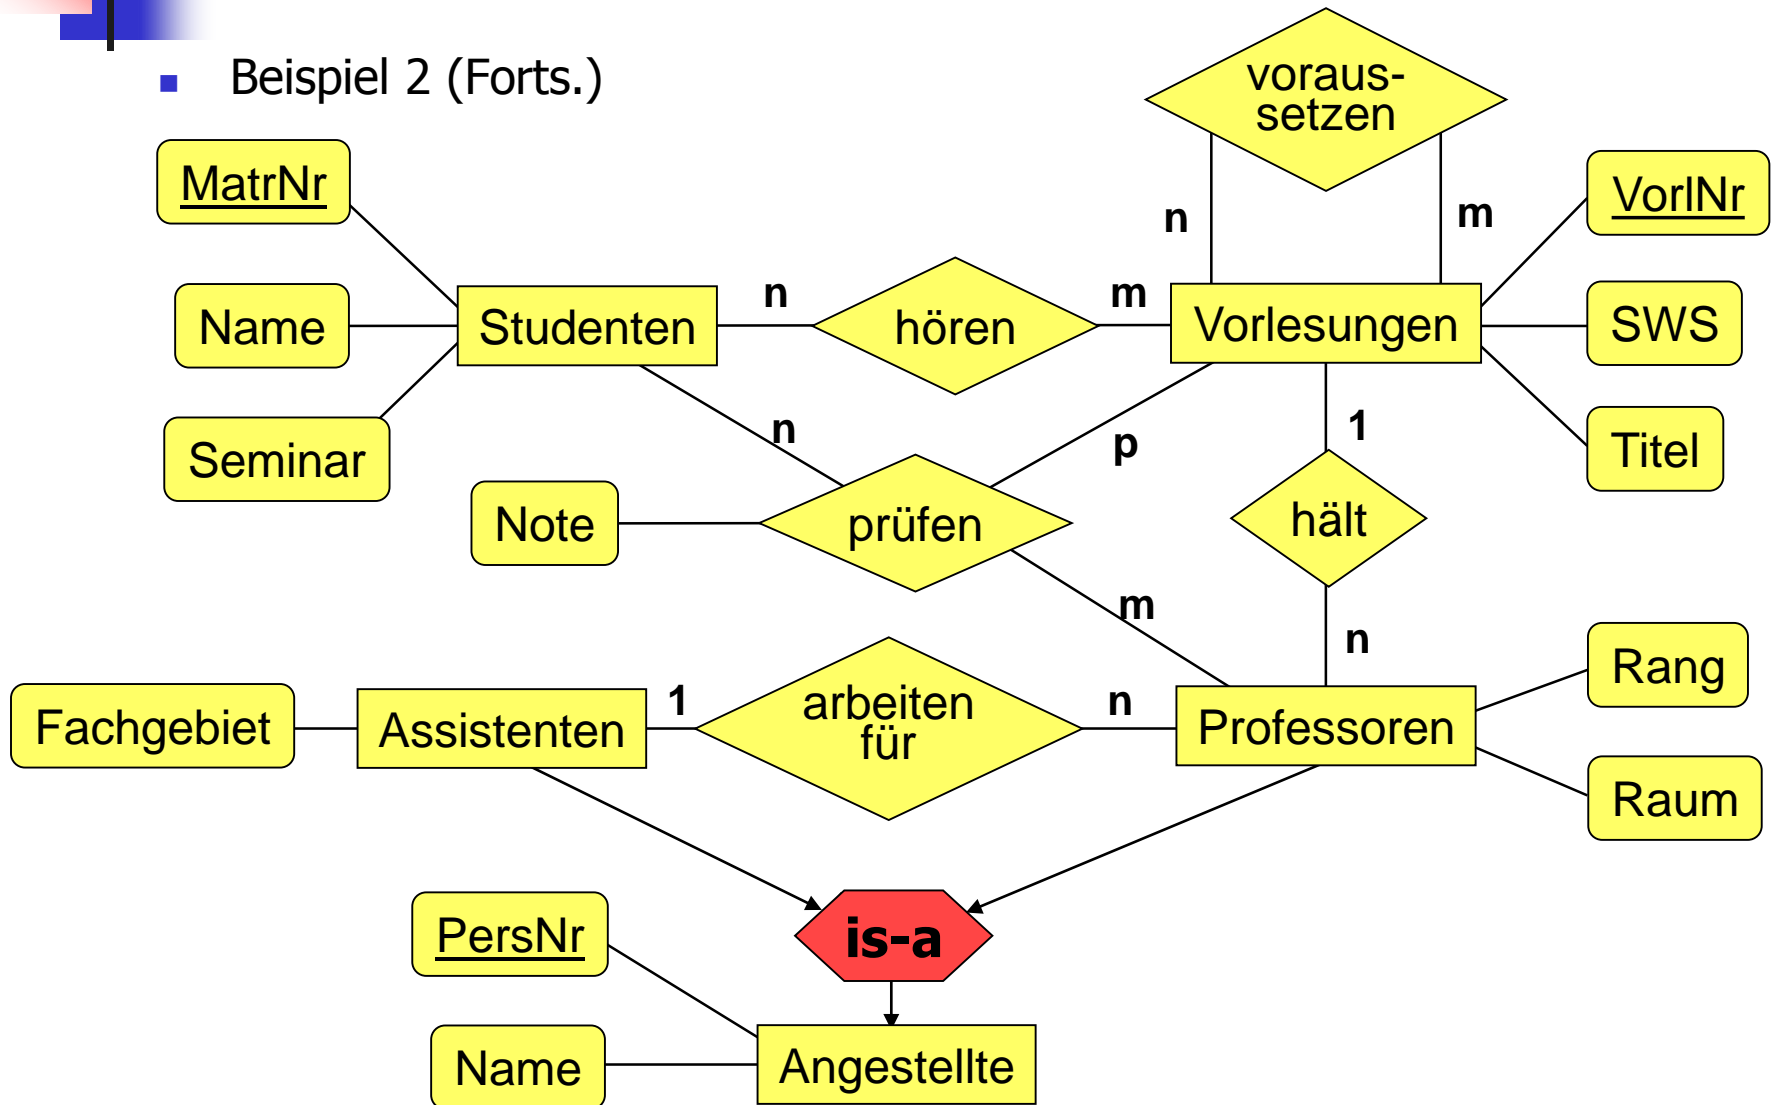 Beispiel 2 (Forts.)
voraus-
setzen
MatrNr
VorlNr
n
m
Name
Studenten
n
hören
m
Vorlesungen
SWS
Seminar
n
p
1
Titel
Note
prüfen
hält
m
n
Rang
Fachgebiet
Assistenten
1
arbeiten
für
n
Professoren
Raum
is-a
PersNr
Name
Angestellte